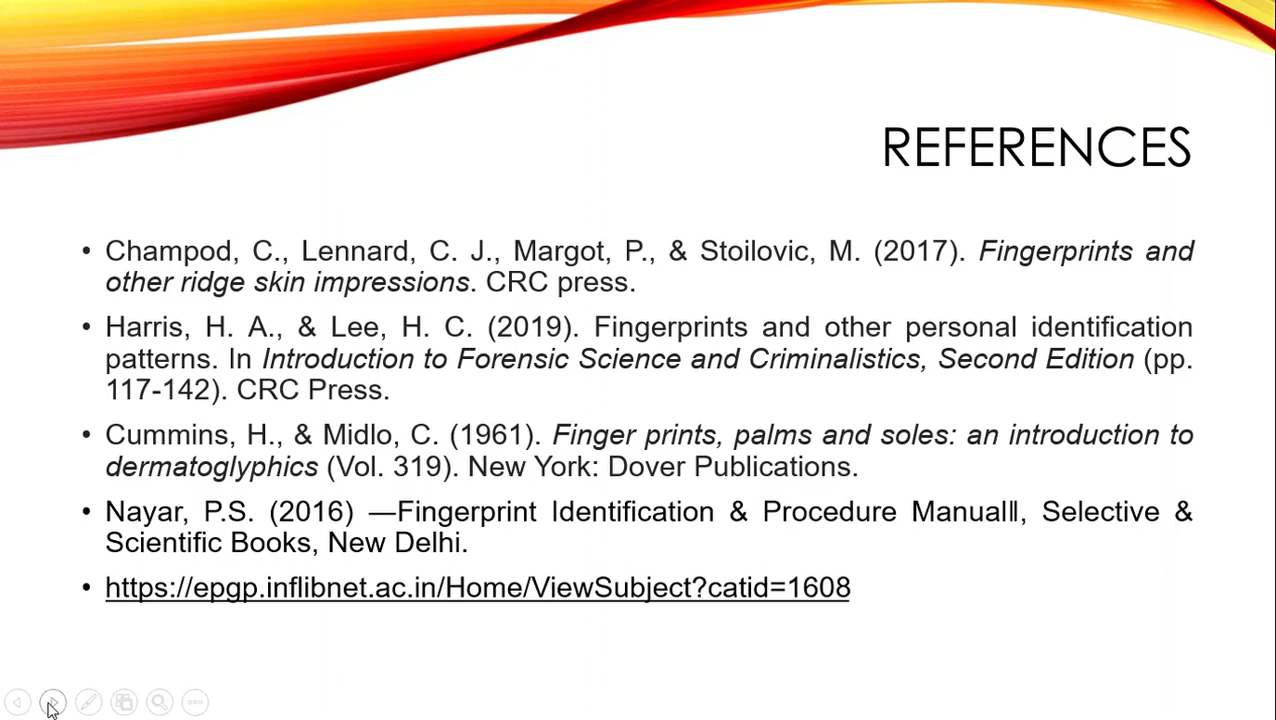 REFERENCES
• Champod, C., Lennard, C. J., Margot, P., & Stoilovic, M. (2017). Fingerprints and
other ridge skin impressions. CRC press.
• Harris, H. A., & Lee, H. C. (2019). Fingerprints and other personal identification
patterns. In Introduction to Forensic Science and Criminalistics, Second Edition (pp.
117-142). CRC Press.
• Cummins, H., & Midlo, C. (1961). Finger prints, palms and soles: an introduction to
dermatoglyphics (Vol. 319). New York: Dover Publications.
• Nayar, P.S. (2016) ―Fingerprint Identification & Procedure Manual‖, Selective &
Scientific Books, New Delhi.
• https://epgp.inflibnet.ac.in/Home/ViewSubject?catid=1608